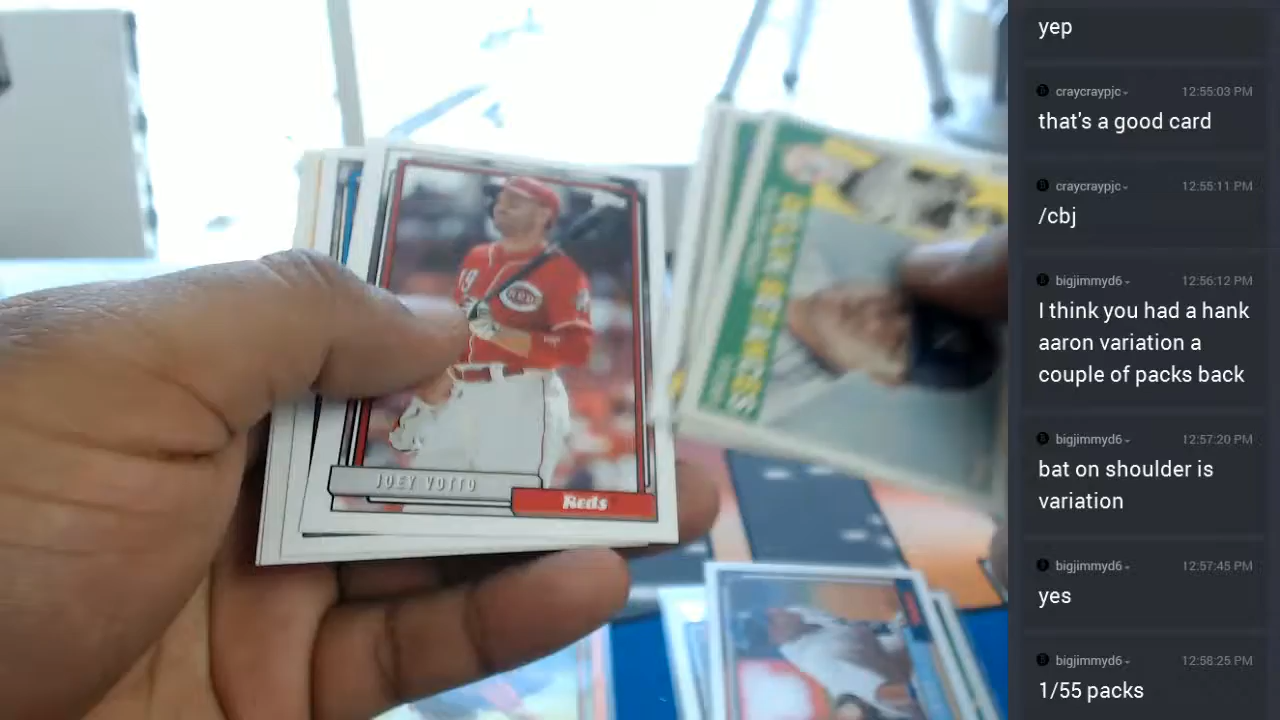 19
REDS
JOEY VOTTO
Reds
yep
craycraypjc 12:55:03 PM
that's a good card
craycraypjc 12:55:11 PM
/cbj
bigjimmyd6 12:56:12 PM
I think you had a hank
aaron variation a
couple of packs back
bigjimmyd6 12:57:20 PM
bat on shoulder is
variation
bigjimmyd6 12:57:45 PM
yes
bigjimmyd6 12:58:25 PM
1/55 packs